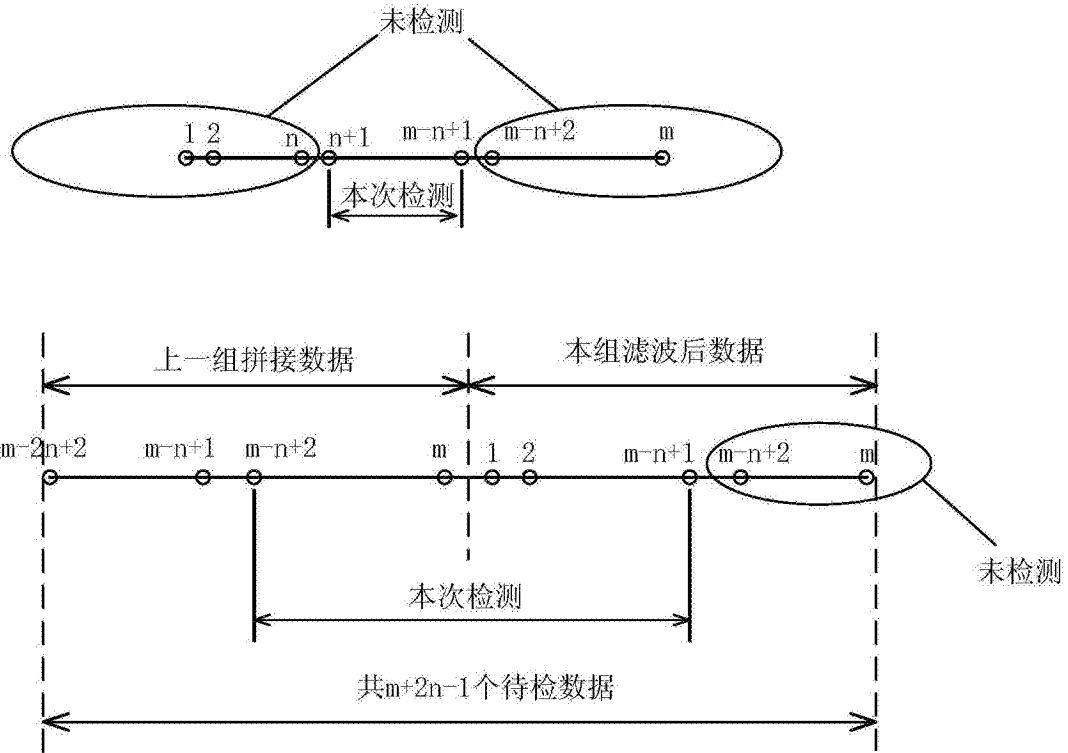 未检测
1 2 n n+1 m-n+1 m-n+2 m
本次检测
上一组拼接数据 本组滤波后数据
m-2n+2 m-n+1 m-n+2 m 1 2 m-n+1 m-n+2 m
未检测
本次检测
共m+2n-1个待检数据